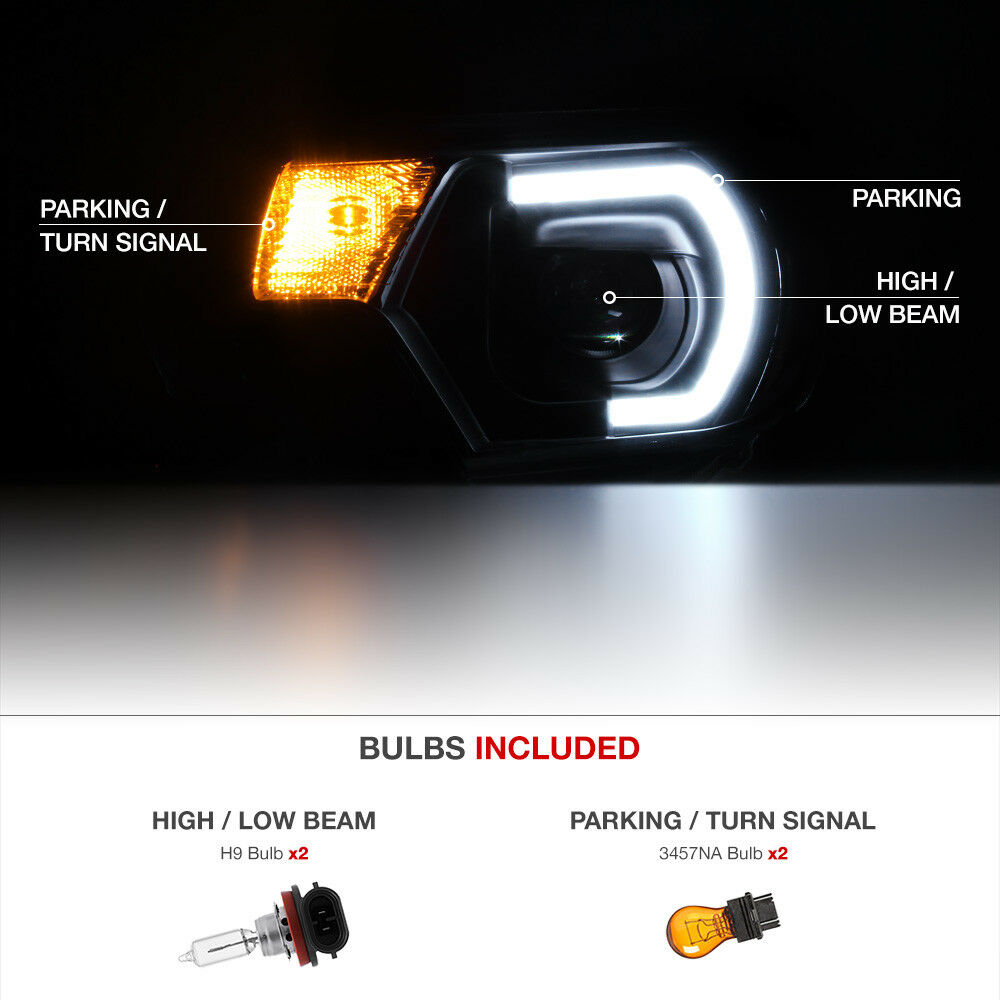 PARKING /
TURN SIGNAL
PARKING
HIGH /
LOW BEAM
BULBS INCLUDED
HIGH / LOW BEAM
H9 Bulb x2
PARKING / TURN SIGNAL
3457NA Bulb x2